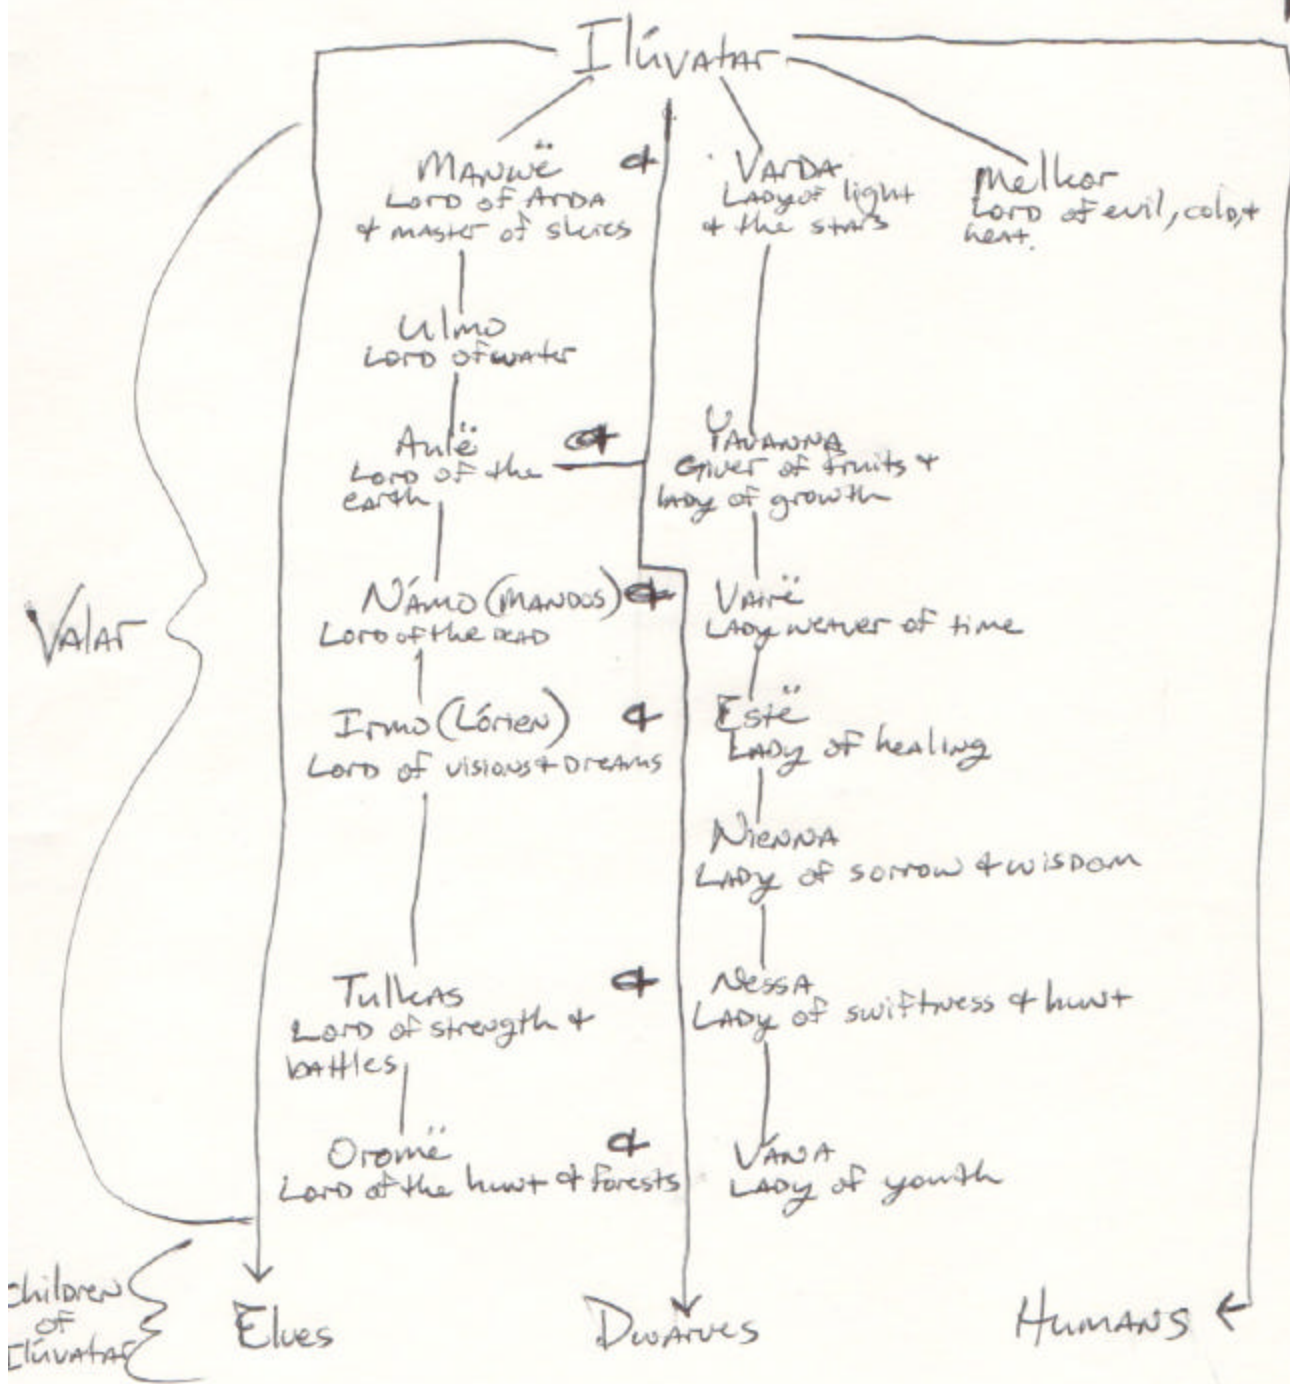 Ilúvatar
Manwë & Varda
Lord of Arda
& master of skies
Lady of light
& the stars
Melkor
Lord of evil, cold, &
heat.
Ulmo
Lord of water
Aulë & Yavanna
Lord of the
earth
Giver of fruits &
lady of growth
Námo (Mandos) & Vairë
Lord of the dead
Lady weaver of time
Irmo (Lórien) & Estë
Lord of visions & Dreams
Lady of healing
Valar
Nienna
Lady of sorrow & wisdom
Tulkas & Nessa
Lord of strength &
battles
Lady of swiftness & hunt
Oromë & Vána
Lord of the hunt & forests
Lady of youth
Children
of
Ilúvatar
Elves
Dwarves
Humans